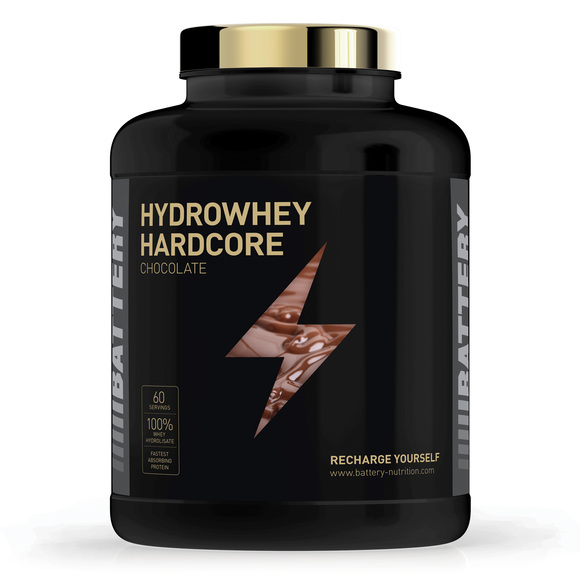 HYDROWHEY
HARDCORE
CHOCOLATE
BATTERY
BATTERY
60
SERVINGS
100%
WHEY
HYDROLISATE
FASTEST
ABSORBING
PROTEIN
RECHARGE YOURSELF
www.battery-nutrition.com